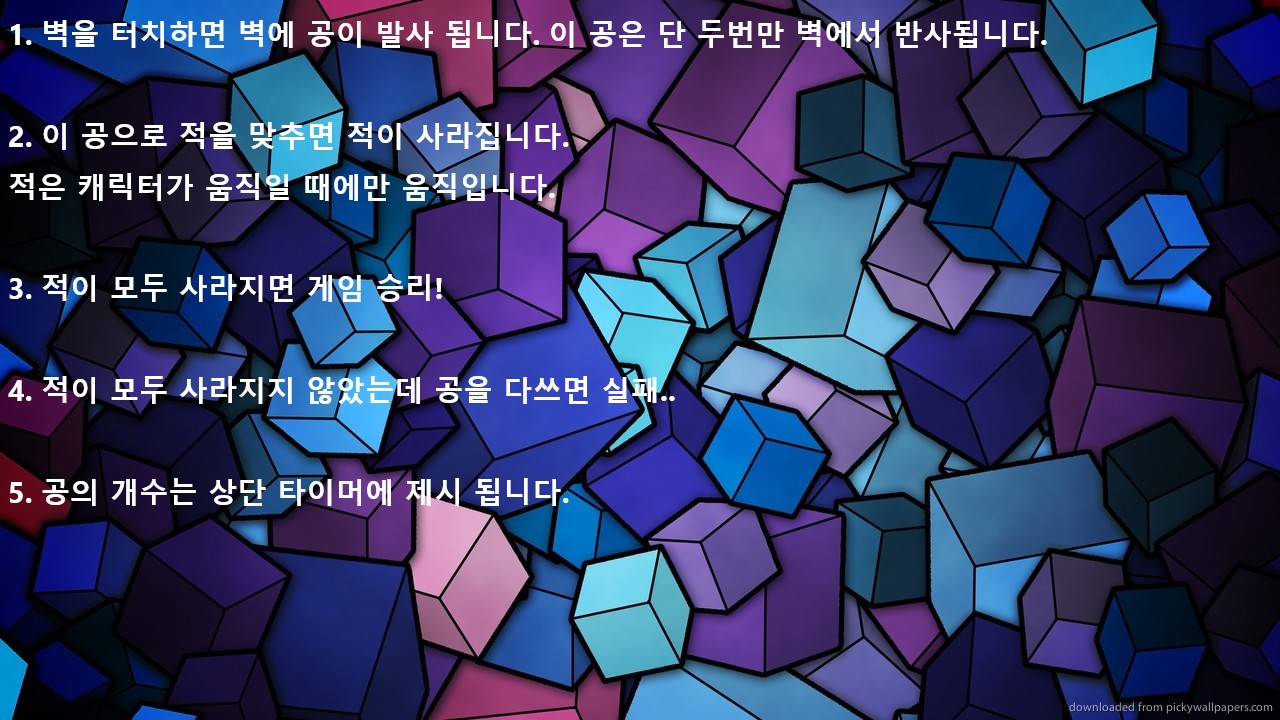 1. 벽을 터치하면 벽에 공이 발사 됩니다. 이 공은 단 두번만 벽에서 반사됩니다.
2. 이 공으로 적을 맞추면 적이 사라집니다.
적은 캐릭터가 움직일 때에만 움직입니다.
3. 적이 모두 사라지면 게임 승리!
4. 적이 모두 사라지지 않았는데 공을 다쓰면 실패..
5. 공의 개수는 상단 타이머에 제시 됩니다.
downloaded from pickywallpapers.com